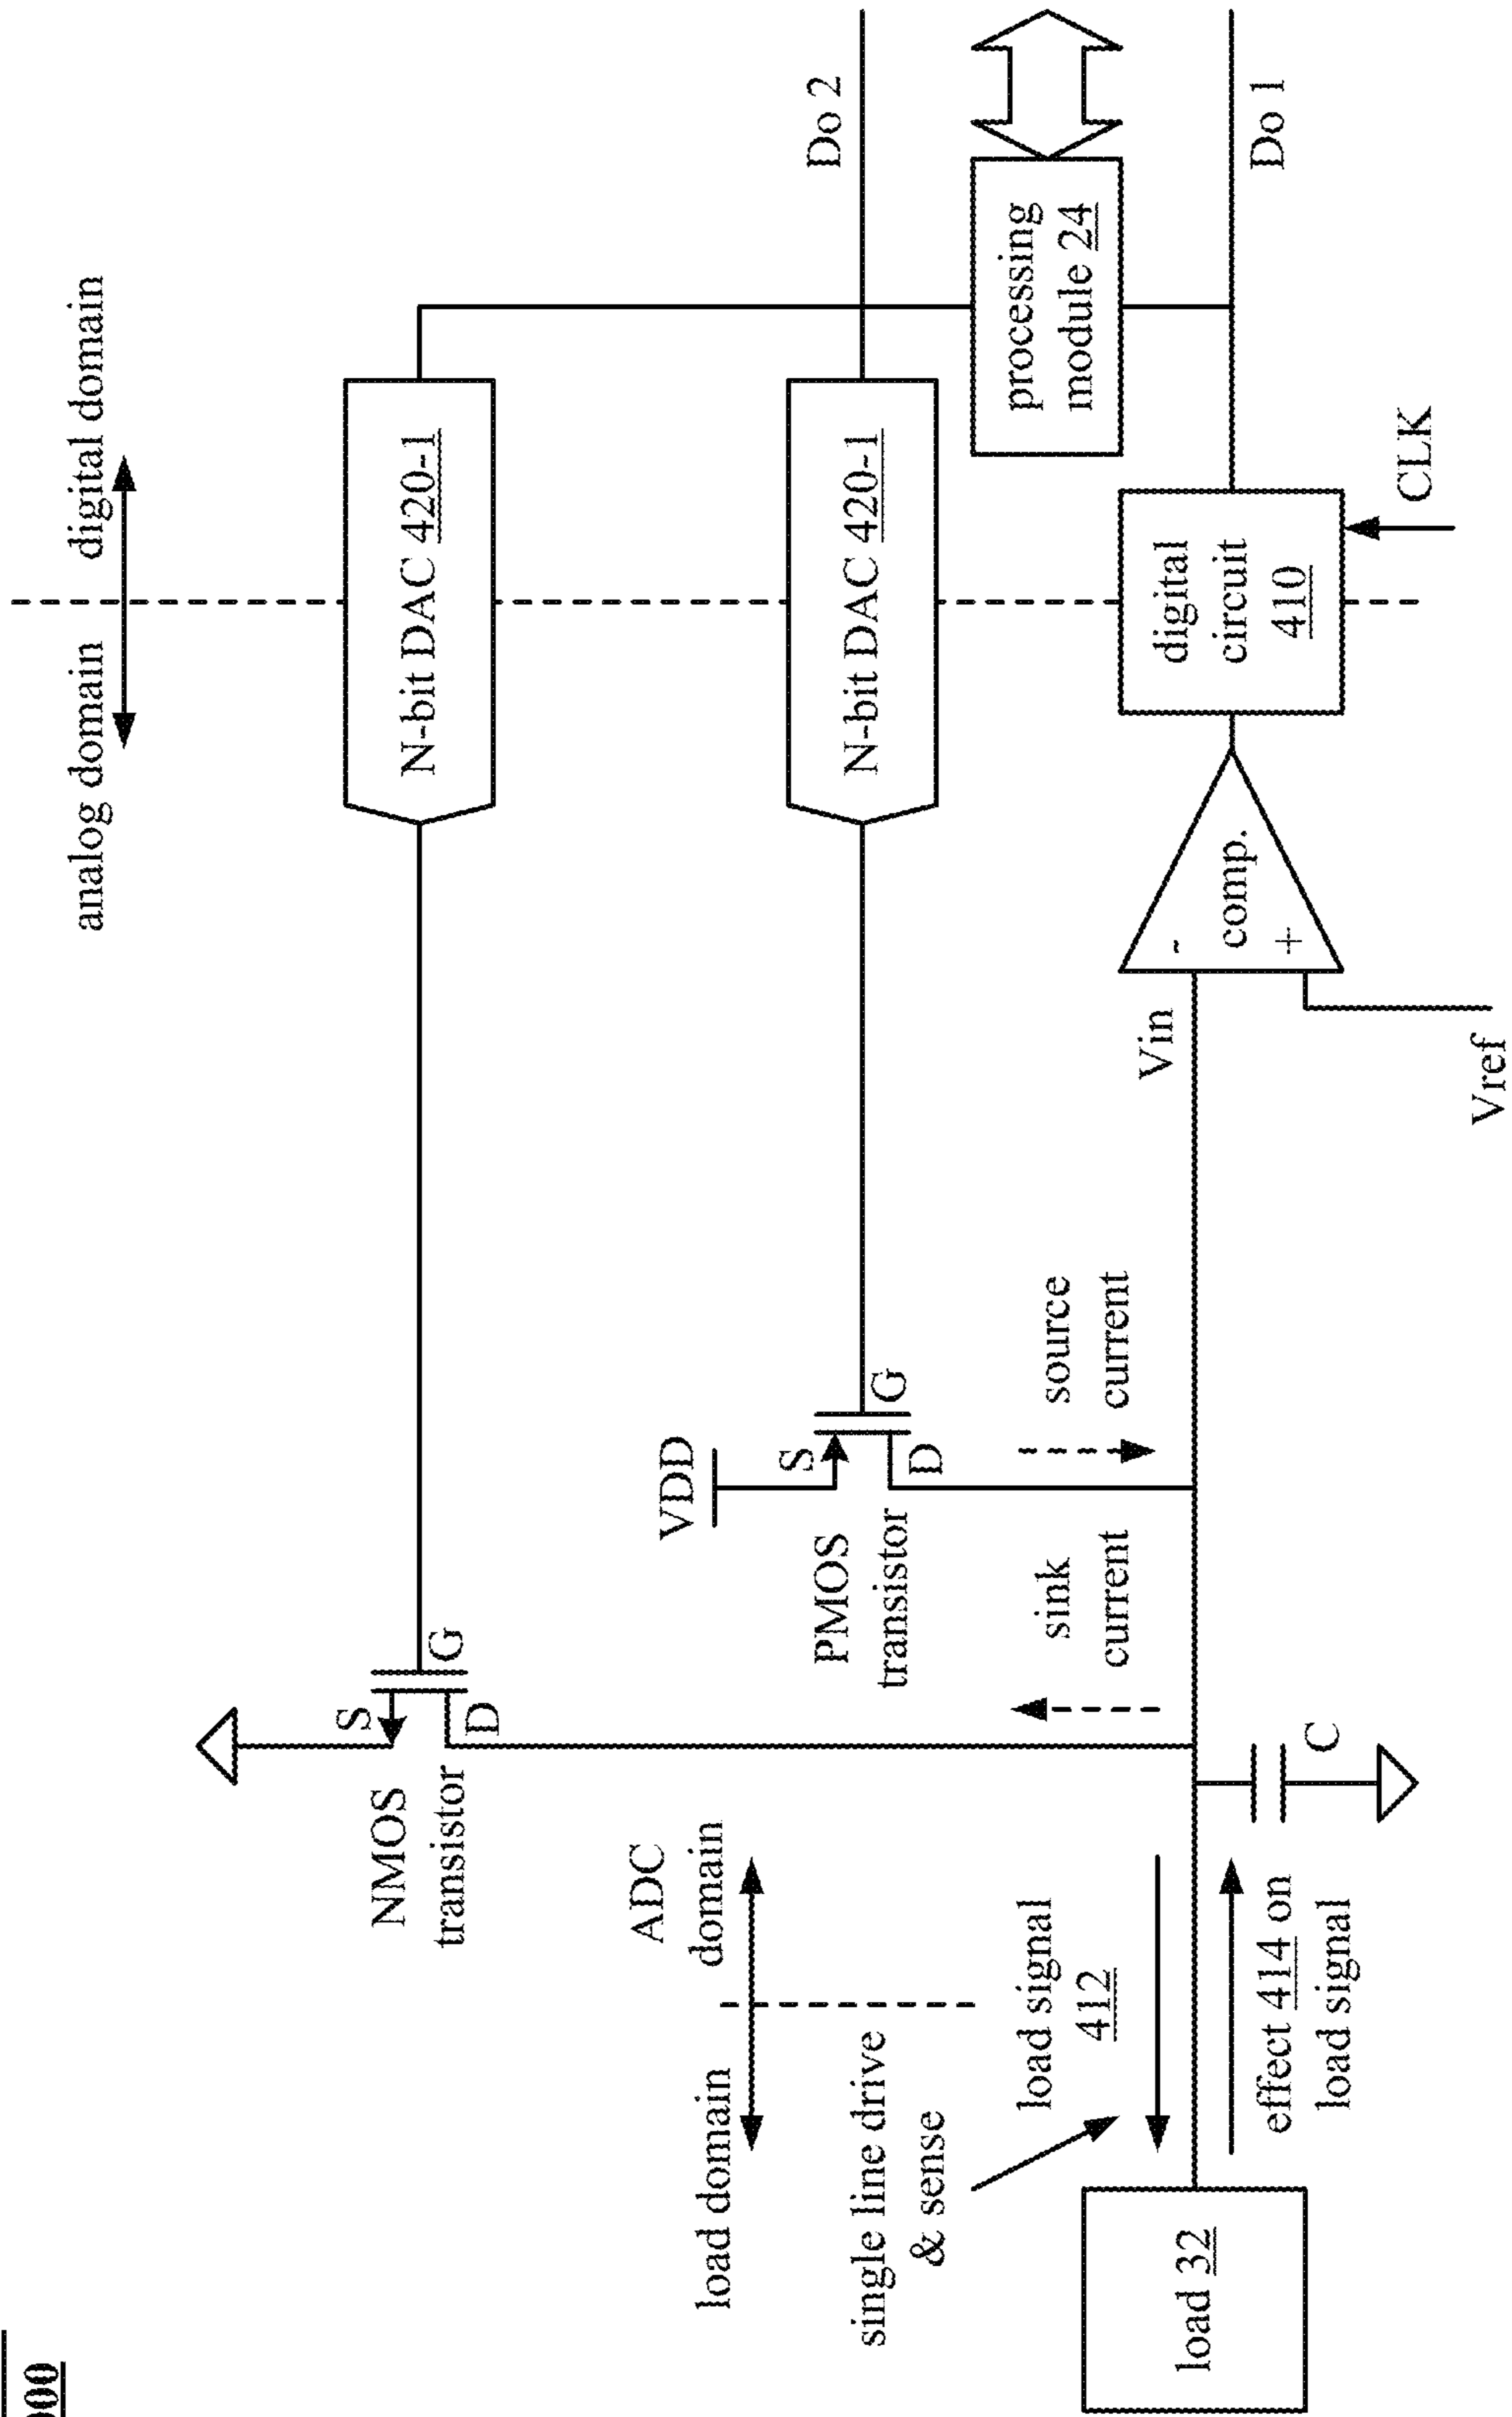 analog domain
digital domain
N-bit DAC 420-1
NMOS
transistor
S
G
D
VDD
S
G
D
PMOS
transistor
N-bit DAC 420-1
Do 2
load domain
ADC
domain
single line drive
& sense
sink
current
source
current
processing
module 24
load signal
412
load 32
effect 414 on
load signal
C
Vin
Vref
-
comp.
+
digital
circuit
410
CLK
Do 1